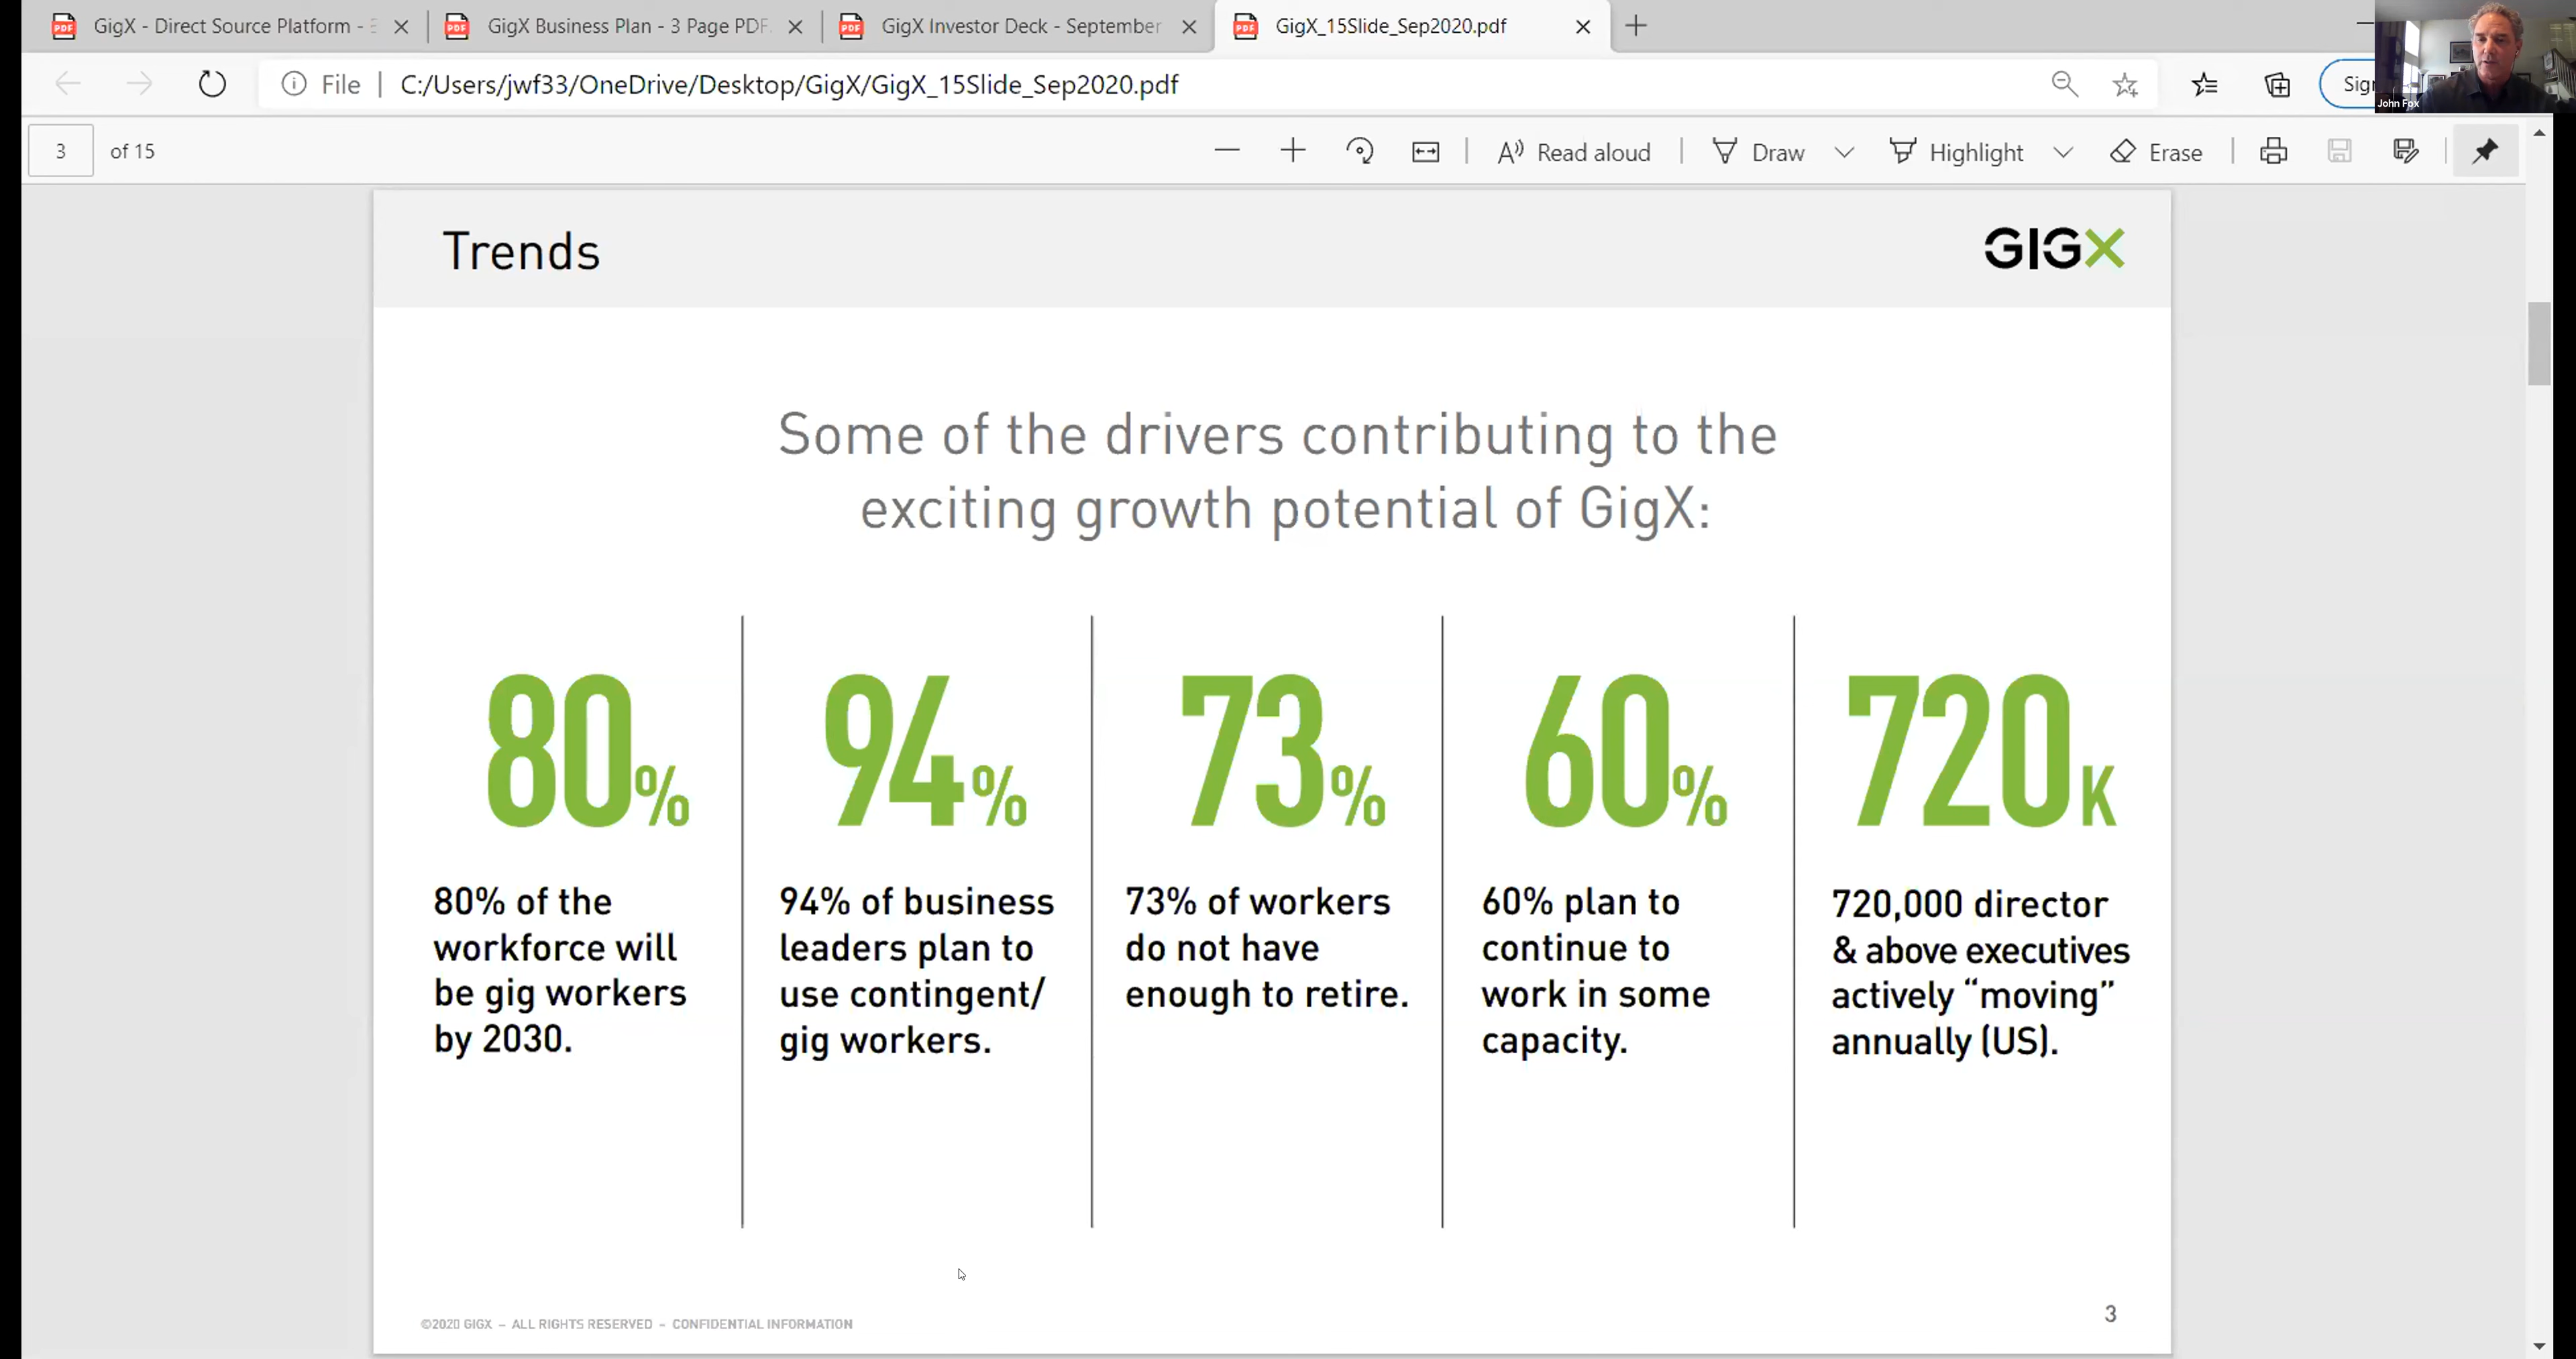 GigX - Direct Source Platform -
GigX Business Plan - 3 Page PDF
GigX Investor Deck - September
GigX_15Slide_Sep2020.pdf
File
C:/Users/jwf33/OneDrive/Desktop/GigX/GigX_15Slide_Sep2020.pdf
John Fox
3 of 15
Read aloud
Draw
Highlight
Erase
Trends
GIGX
Some of the drivers contributing to the
exciting growth potential of GigX:
80%
80% of the
workforce will
be gig workers
by 2030.
94%
94% of business
leaders plan to
use contingent/
gig workers.
73%
73% of workers
do not have
enough to retire.
60%
60% plan to
continue to
work in some
capacity.
720K
720,000 director
& above executives
actively “moving”
annually (US).
©2020 GIGX – ALL RIGHTS RESERVED – CONFIDENTIAL INFORMATION
3